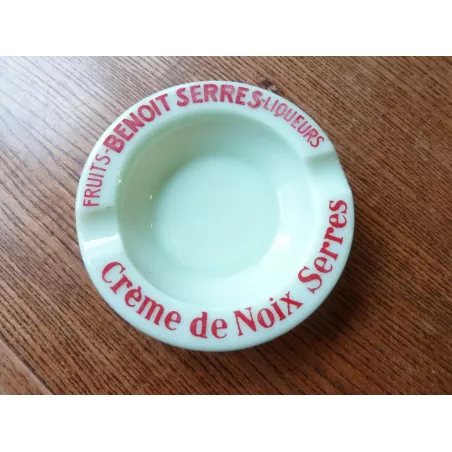 FRUITS-BENOIT SERRES-LIQUEURS
Crème de Noix Serres